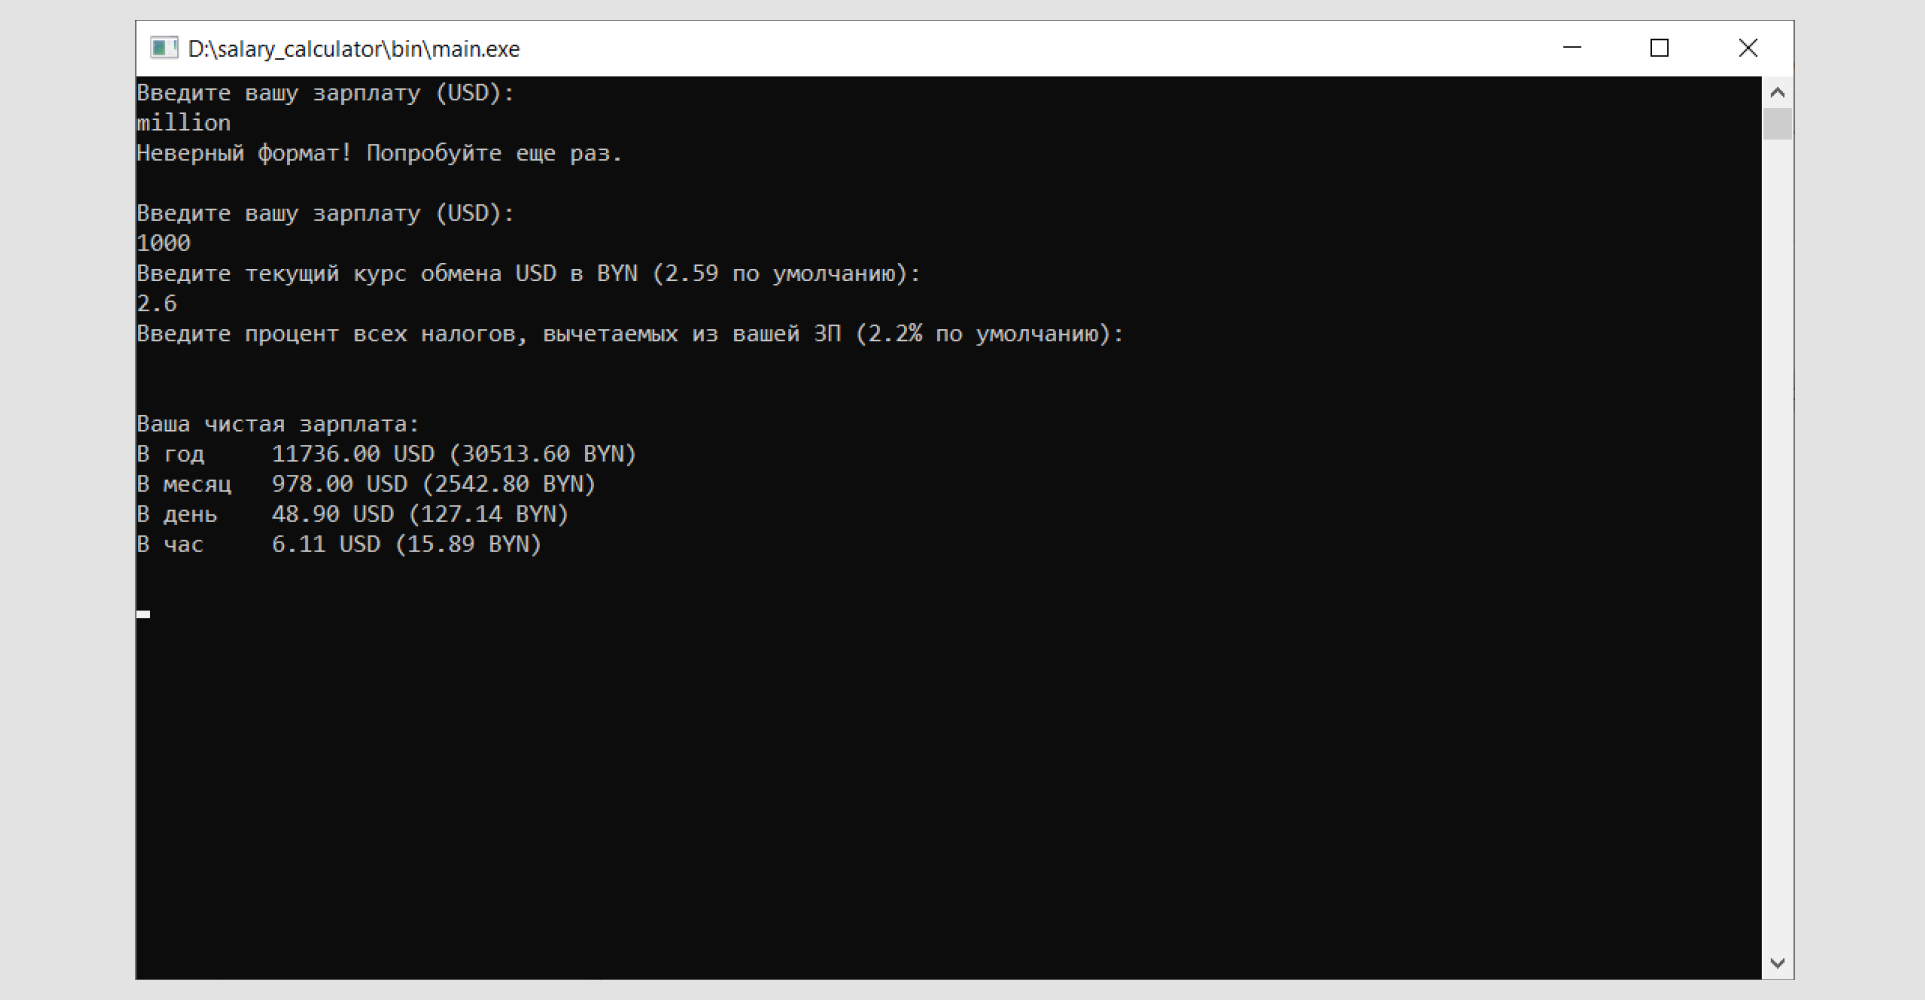 D:\salary_calculator\bin\main.exe
Введите вашу зарплату (USD):
million
Неверный формат! Попробуйте еще раз.
Введите вашу зарплату (USD):
1000
Введите текущий курс обмена USD в BYN (2.59 по умолчанию):
2.6
Введите процент всех налогов, вычетаемых из вашей ЗП (2.2% по умолчанию):
Ваша чистая зарплата:
В год 11736.00 USD (30513.60 BYN)
В месяц 978.00 USD (2542.80 BYN)
В день 48.90 USD (127.14 BYN)
В час 6.11 USD (15.89 BYN)